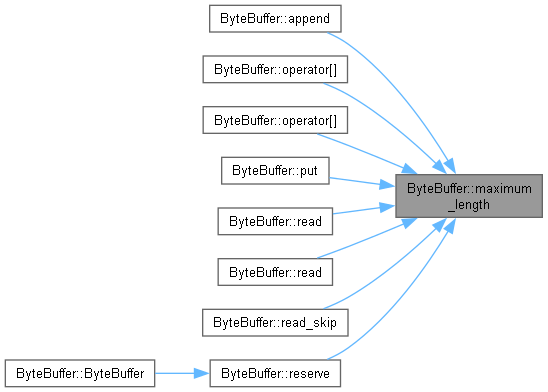 ByteBuffer::append
ByteBuffer::operator[]
ByteBuffer::operator[]
ByteBuffer::put
ByteBuffer::maximum
_length
ByteBuffer::read
ByteBuffer::read
ByteBuffer::read_skip
ByteBuffer::ByteBuffer
ByteBuffer::reserve